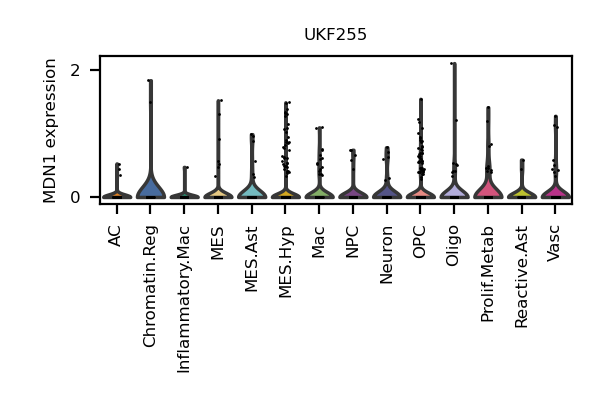 UKF255
MDN1 expression
2
0
AC
Chromatin.Reg
Inflammatory.Mac
MES
MES.Ast
MES.Hyp
Mac
NPC
Neuron
OPC
Oligo
Prolif.Metab
Reactive.Ast
Vasc